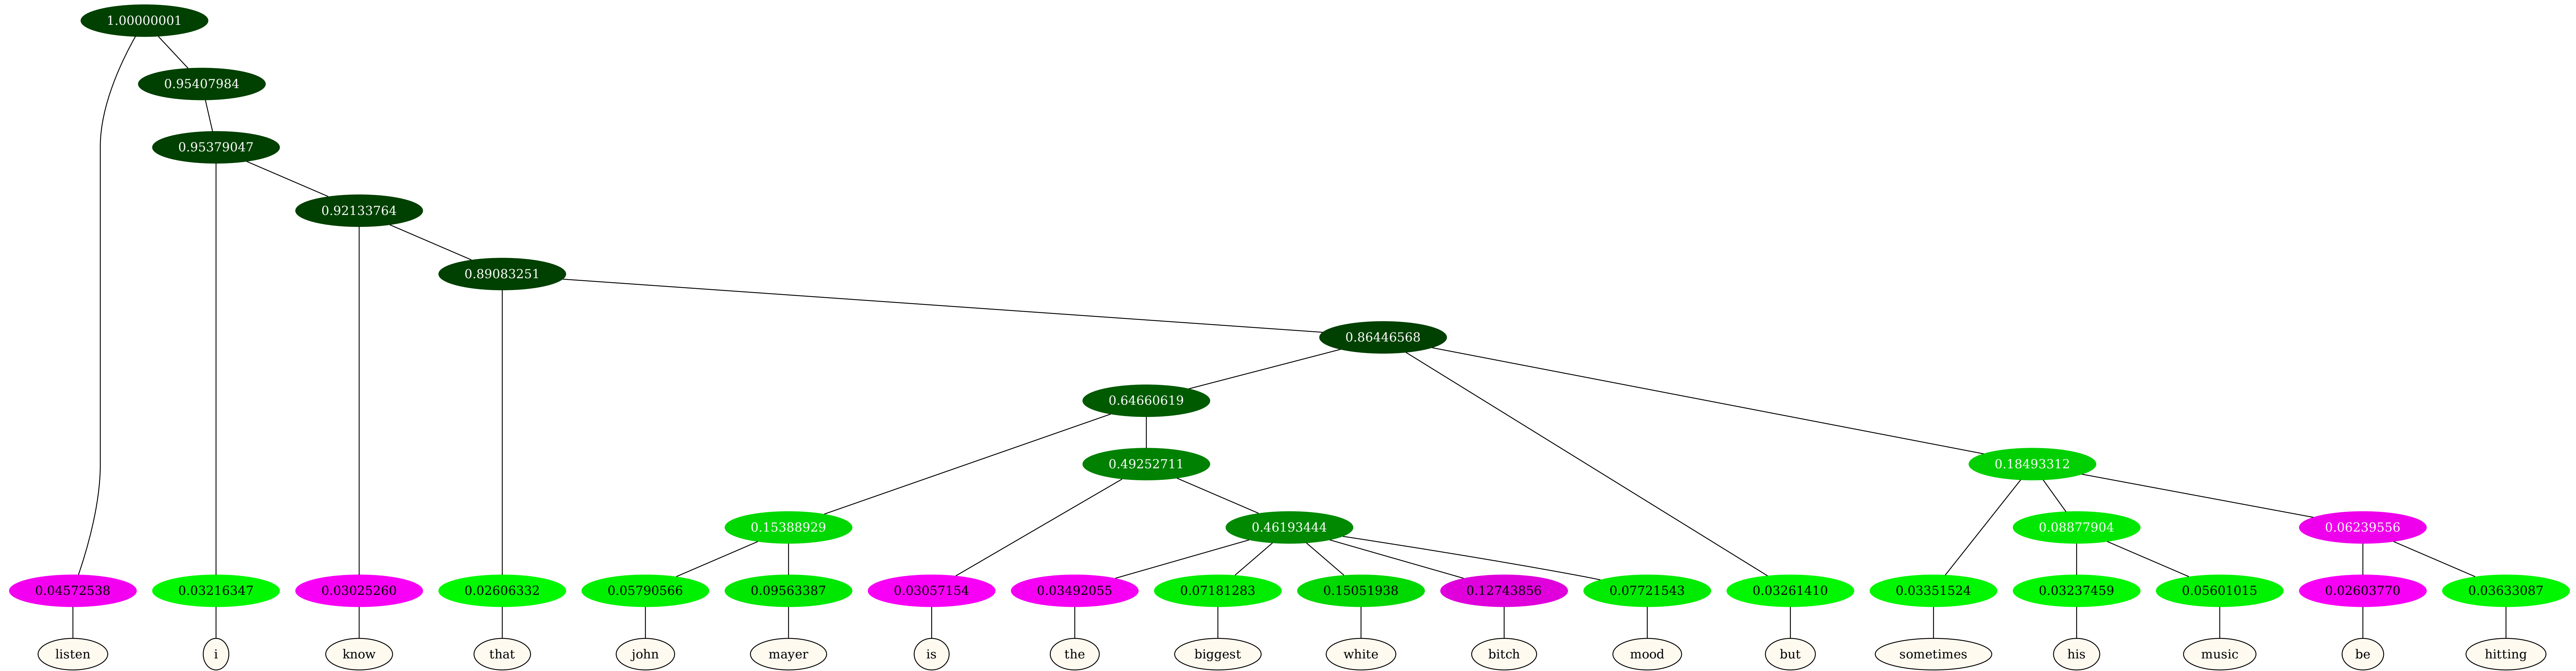 1.00000001
0.95407984
0.95379047
0.92133764
0.89083251
0.86446568
0.64660619
0.49252711 0.18493312
0.15388929 0.46193444 0.08877904 0.06239556
0.04572538 0.03216347 0.03025260 0.02606332 0.05790566 0.09563387 0.03057154 0.03492055 0.07181283 0.15051938 0.12743856 0.07721543 0.03261410 0.03351524 0.03237459 0.05601015 0.02603770 0.03633087
listen i know that john mayer is the biggest white bitch mood but sometimes his music be hitting